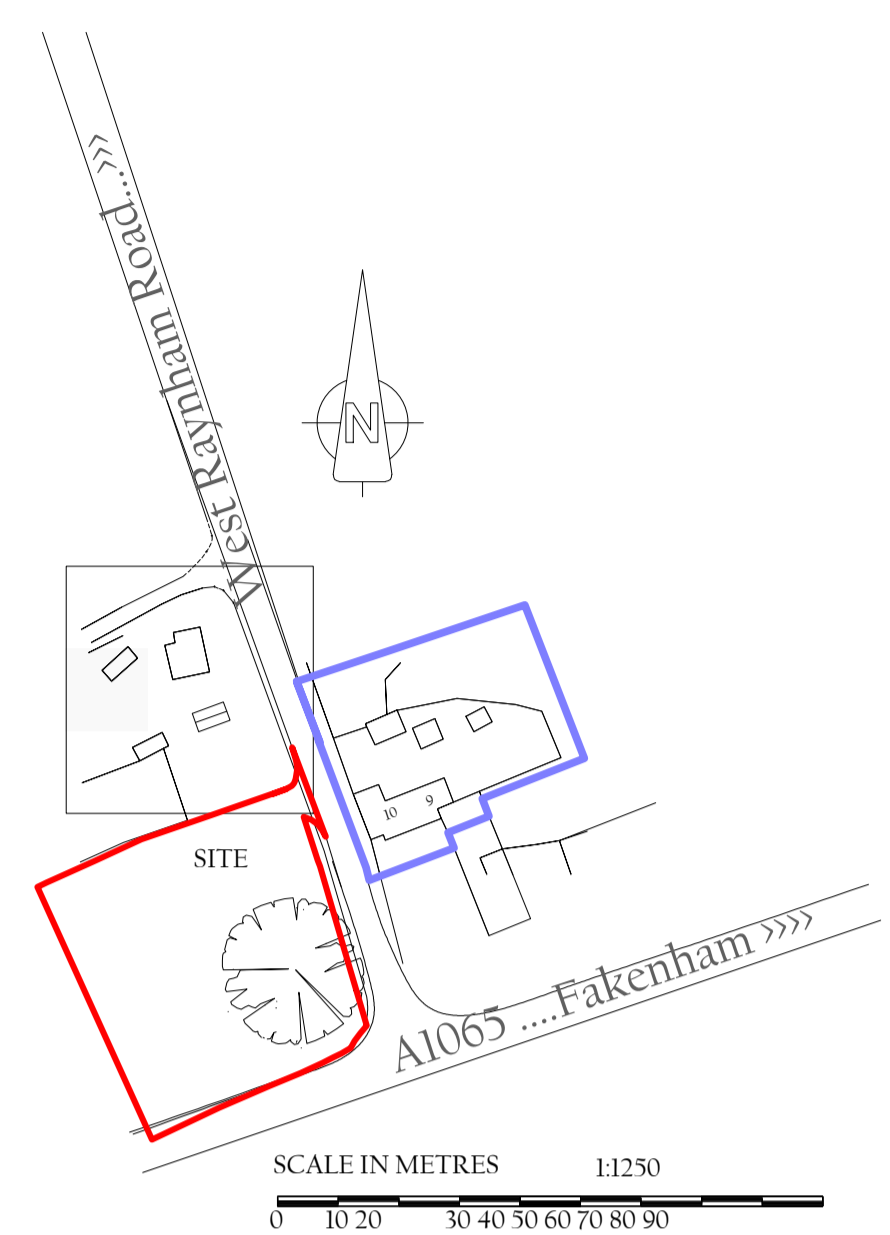 West Raynham Road...>>>
N
10 9
SITE
A1065 ....Fakenham >>>>
SCALE IN METRES 1:1250
0 10 20 30 40 50 60 70 80 90